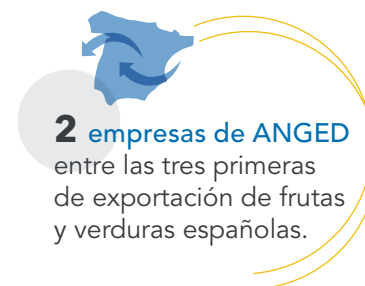 2 empresas de ANGED
entre las tres primeras
de exportación de frutas
y verduras españolas.